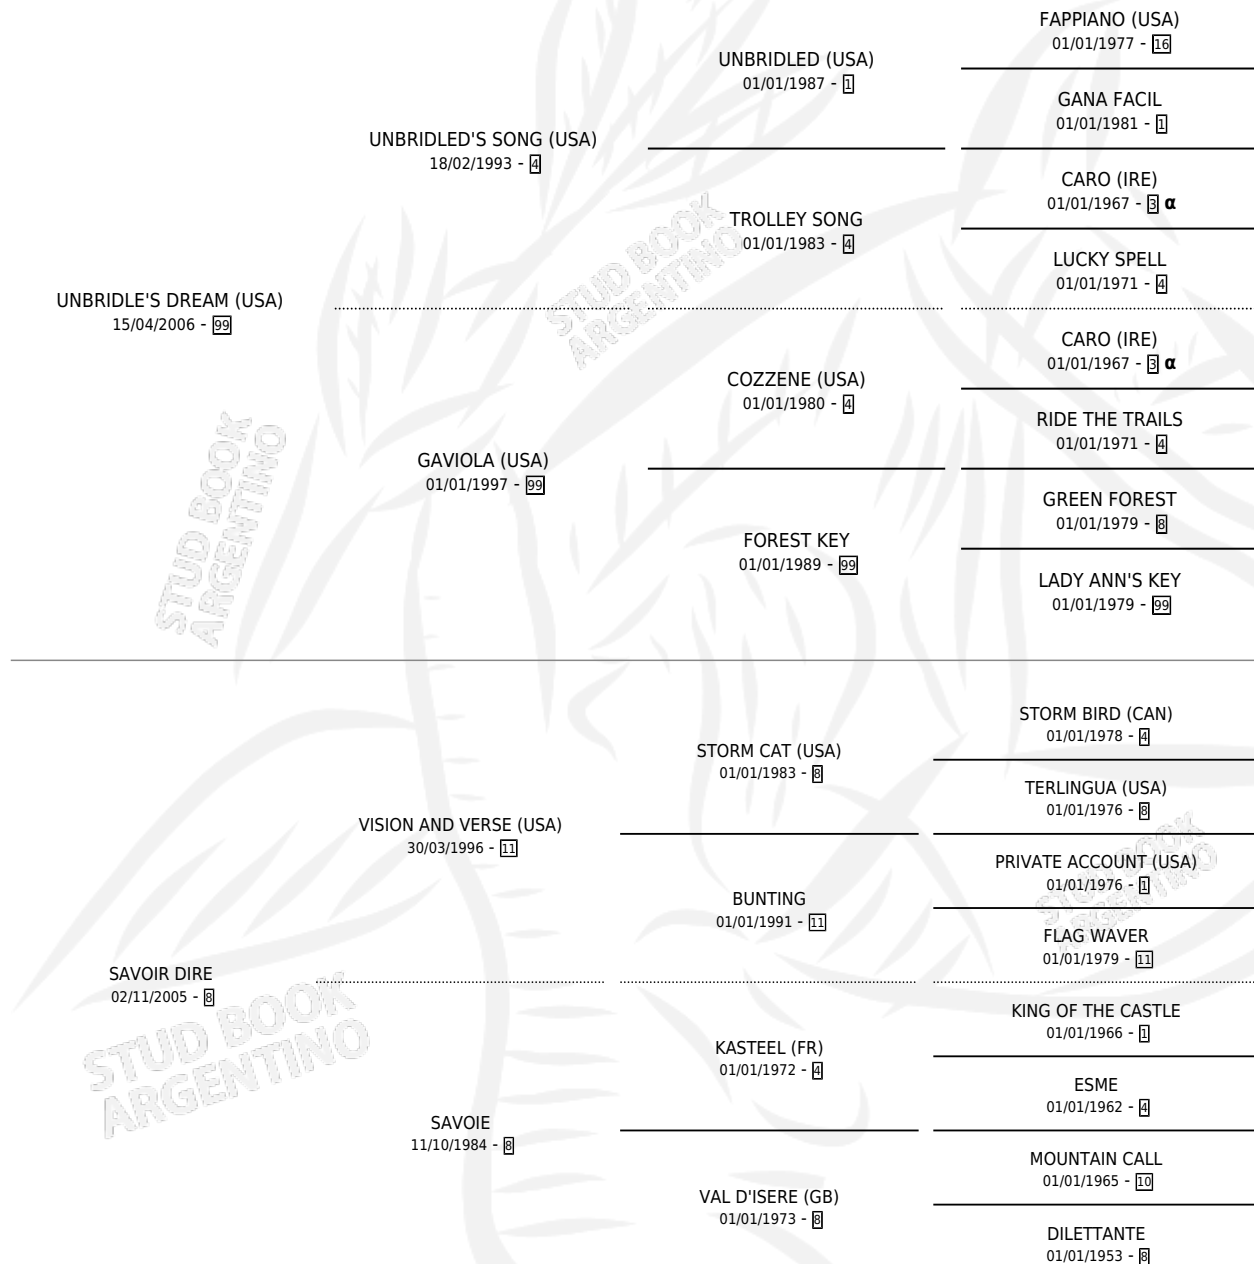 FAPPIANO (USA)
01/01/1977 - 16
UNBRIDLED (USA)
01/01/1987 - 1
GANA FACIL
01/01/1981 - 1
UNBRIDLED'S SONG (USA)
18/02/1993 - 4
CARO (IRE)
01/01/1967 - 3 α
TROLLEY SONG
01/01/1983 - 4
LUCKY SPELL
01/01/1971 - 4
UNBRIDLE'S DREAM (USA)
15/04/2006 - 99
STUD BOOK
ARGENTINO
CARO (IRE)
01/01/1967 - 3 α
COZZENE (USA)
01/01/1980 - 4
RIDE THE TRAILS
01/01/1971 - 4
GAVIOLA (USA)
01/01/1997 - 99
GREEN FOREST
01/01/1979 - 8
FOREST KEY
01/01/1989 - 99
LADY ANN'S KEY
01/01/1979 - 99
STUD BOOK
ARGENTINO
STORM BIRD (CAN)
01/01/1978 - 4
STORM CAT (USA)
01/01/1983 - 8
TERLINGUA (USA)
01/01/1976 - 8
VISION AND VERSE (USA)
30/03/1996 - 11
PRIVATE ACCOUNT (USA)
01/01/1976 - 1
BUNTING
01/01/1991 - 11
FLAG WAVER
01/01/1979 - 11
STUD BOOK
ARGENTINO
SAVOIR DIRE
02/11/2005 - 8
STUD BOOK
ARGENTINO
KING OF THE CASTLE
01/01/1966 - 1
KASTEEL (FR)
01/01/1972 - 4
ESME
01/01/1962 - 4
SAVOIE
11/10/1984 - 8
MOUNTAIN CALL
01/01/1965 - 10
VAL D'ISERE (GB)
01/01/1973 - 8
DILETTANTE
01/01/1953 - 8